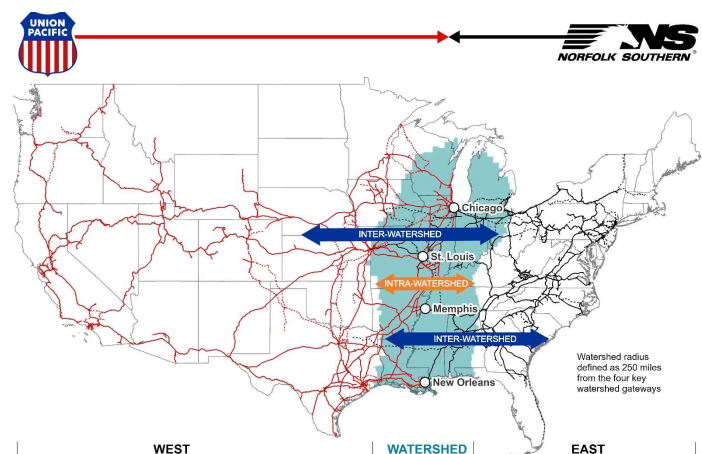 UNION
PACIFIC
NS
NORFOLK SOUTHERN®
Chicago
INTER-WATERSHED
St. Louis
INTRA-WATERSHED
Memphis
INTER-WATERSHED
Watershed radius
defined as 250 miles
from the four key
watershed gateways
New Orleans
WEST
WATERSHED
EAST